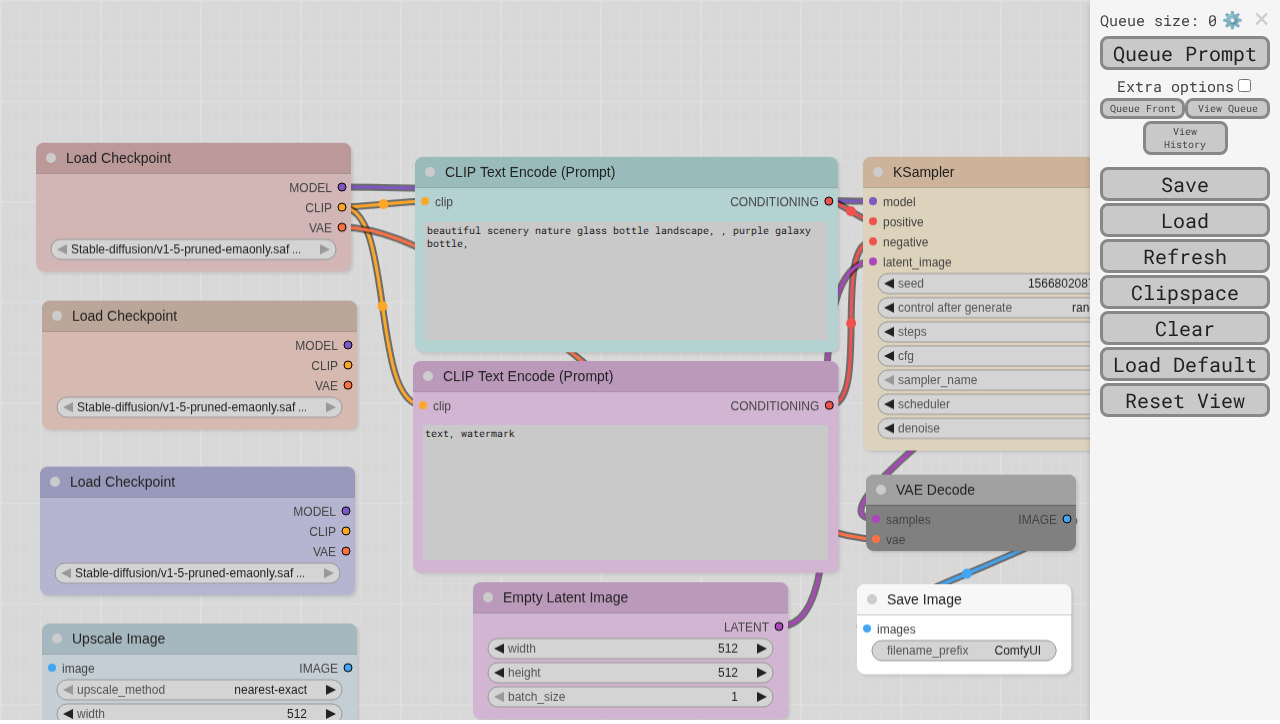 Queue size: 0
Queue Prompt
Extra options
Queue Front
View Queue
View
History
Save
Load
Refresh
Clipspace
Clear
Load Default
Reset View
Load Checkpoint
MODEL
CLIP
VAE
Stable-diffusion/v1-5-pruned-emaonly.saf ...
Load Checkpoint
MODEL
CLIP
VAE
Stable-diffusion/v1-5-pruned-emaonly.saf ...
Load Checkpoint
MODEL
CLIP
VAE
Stable-diffusion/v1-5-pruned-emaonly.saf ...
Upscale Image
image IMAGE
upscale_method nearest-exact
width 512
CLIP Text Encode (Prompt)
clip CONDITIONING
beautiful scenery nature glass bottle landscape, , purple galaxy
bottle,
CLIP Text Encode (Prompt)
clip CONDITIONING
text, watermark
Empty Latent Image
LATENT
width 512
height 512
batch_size 1
KSampler
model
positive
negative
latent_image
seed 156680208
control after generate ran
steps
cfg
sampler_name
scheduler
denoise
VAE Decode
samples IMAGE
vae
Save Image
images
filename_prefix ComfyUI